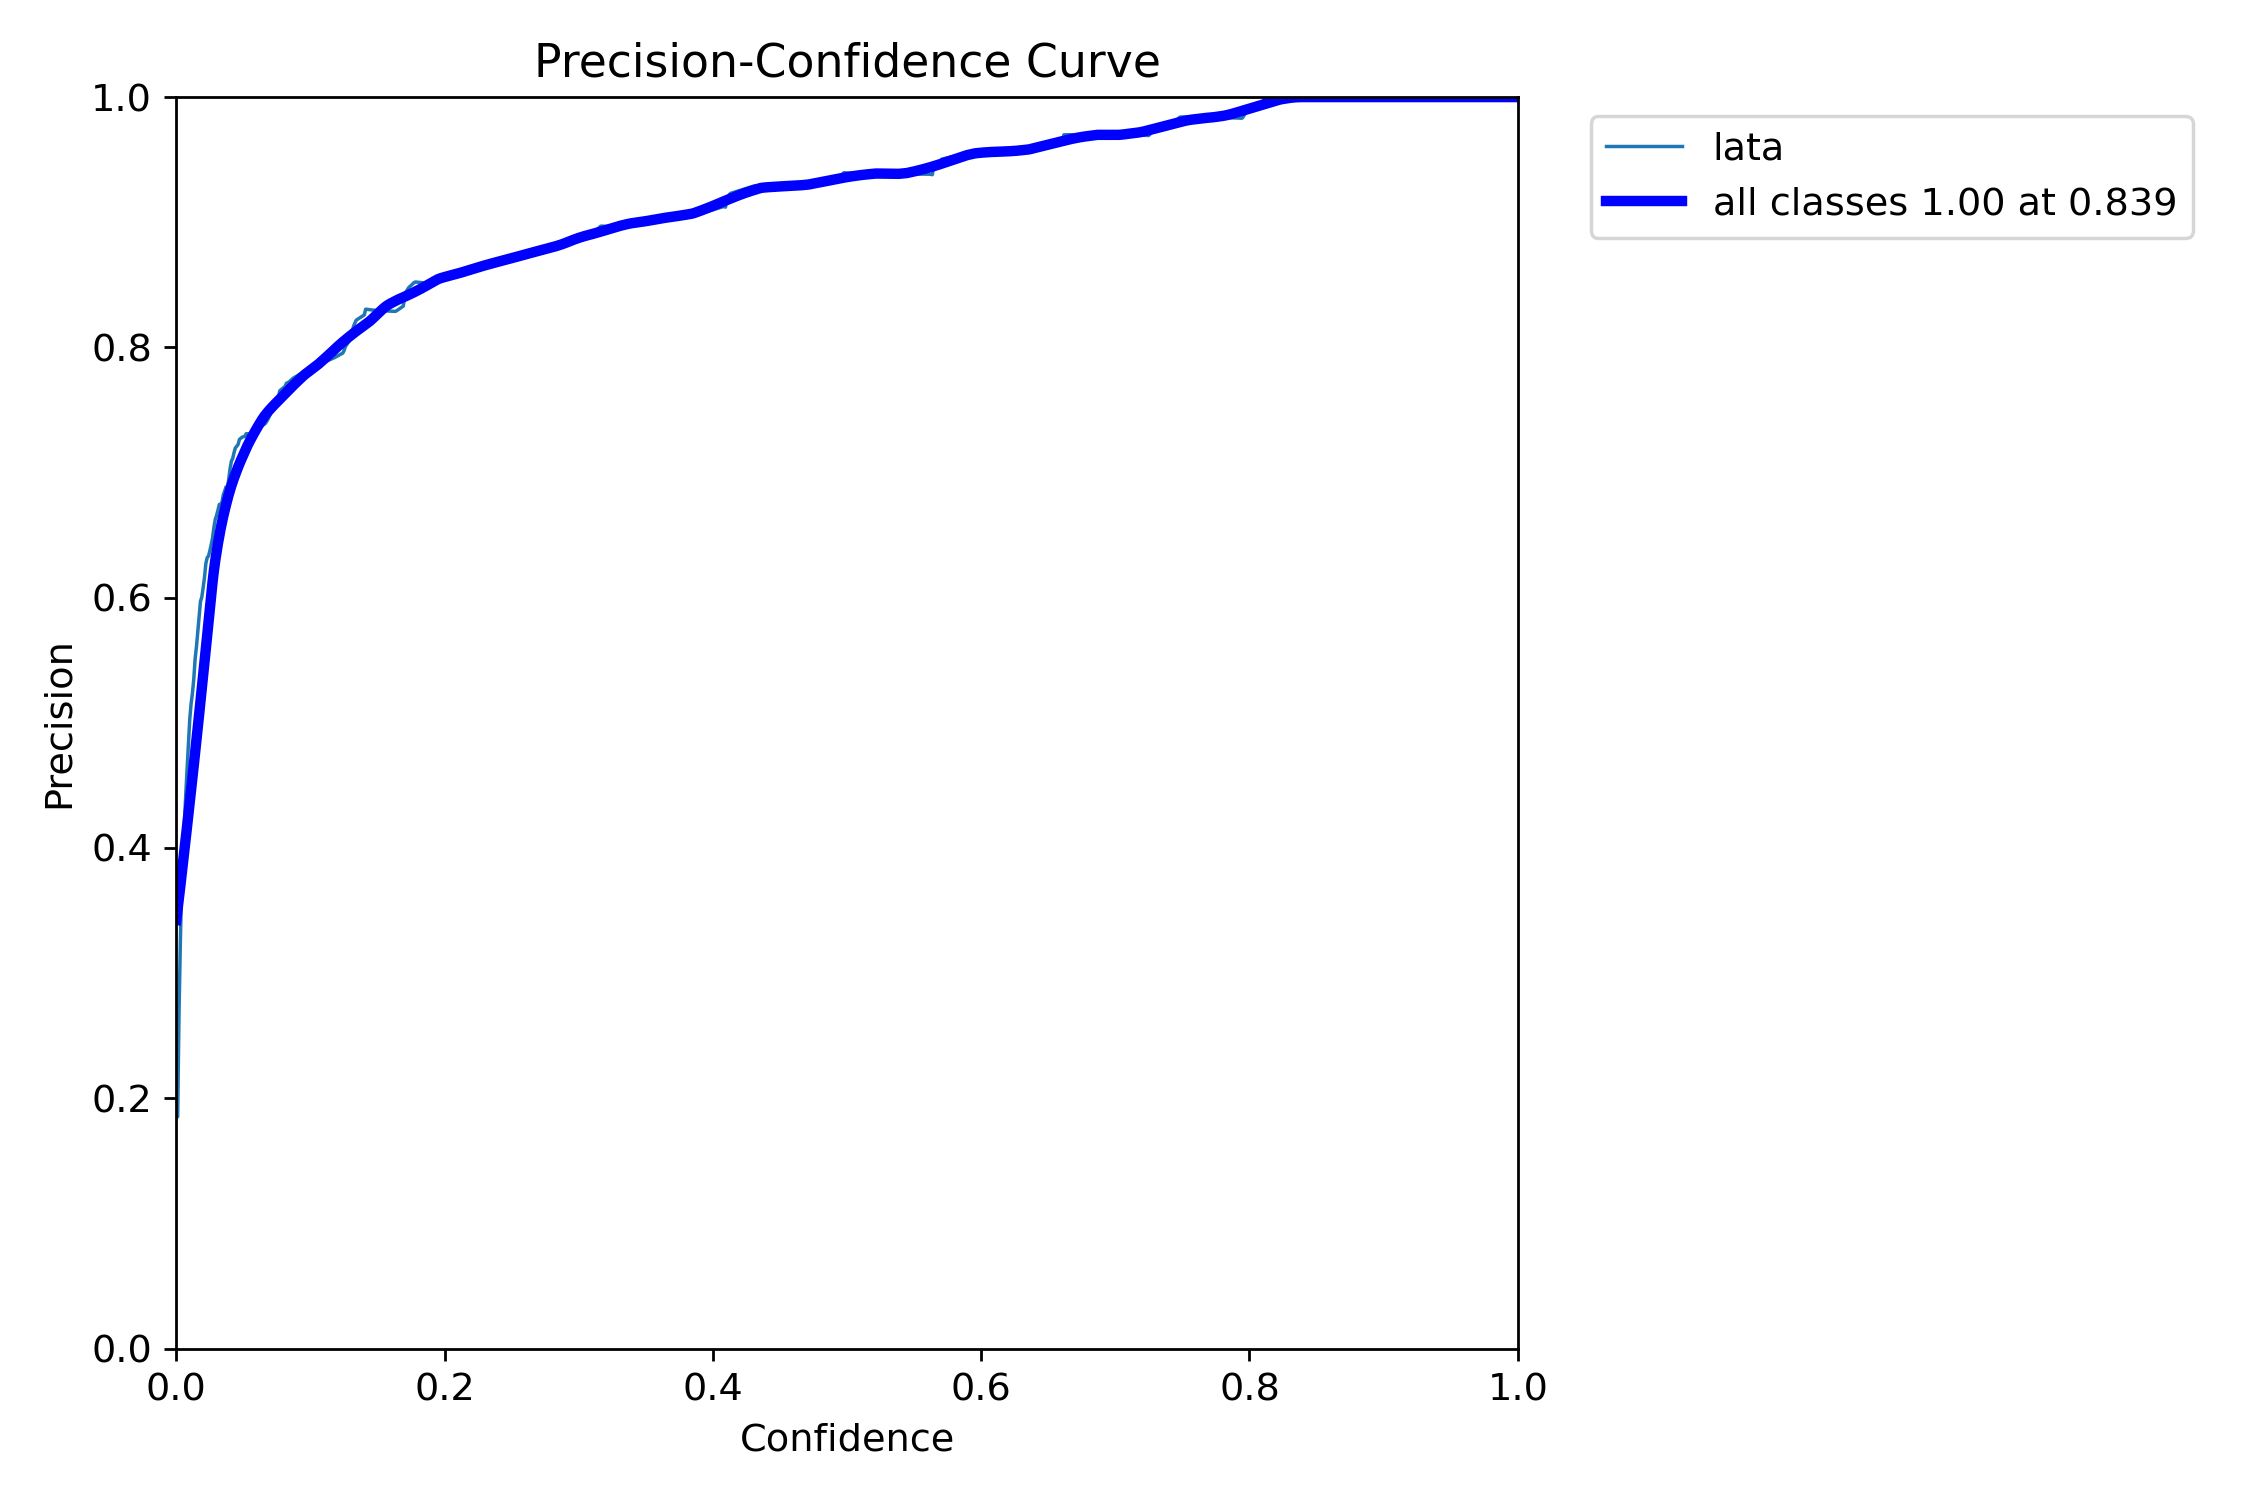 Precision-Confidence Curve
1.0
0.8
0.6
0.4
0.2
0.0
Precision
0.0 0.2 0.4 0.6 0.8 1.0
Confidence
lata
all classes 1.00 at 0.839